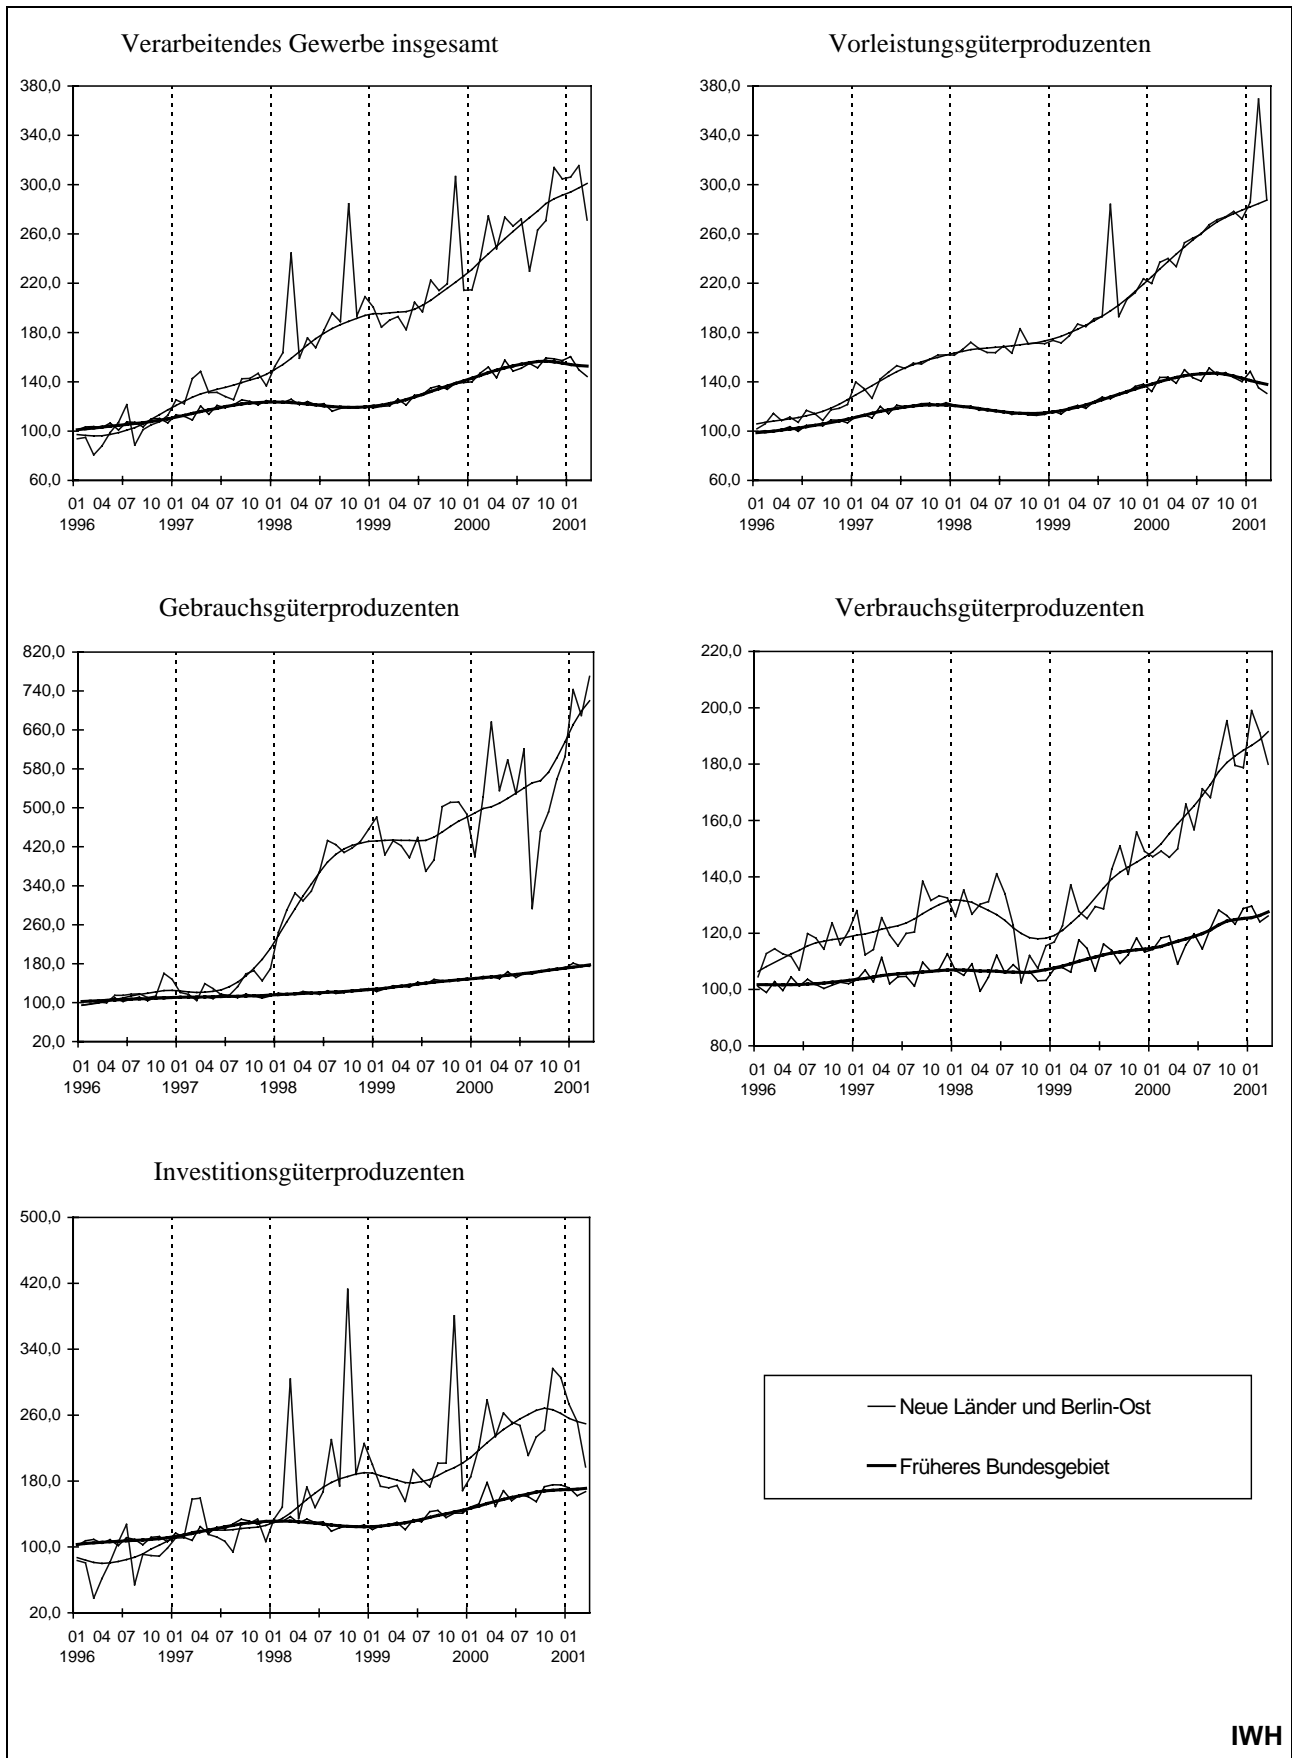 Verarbeitendes Gewerbe insgesamt
380,0
340,0
300,0
260,0
220,0
180,0
140,0
100,0
60,0
01 04 07 10 01 04 07 10 01 04 07 10 01 04 07 10 01 04 07 10 01
1996 1997 1998 1999 2000 2001
Vorleistungsgüterproduzenten
380,0
340,0
300,0
260,0
220,0
180,0
140,0
100,0
60,0
01 04 07 10 01 04 07 10 01 04 07 10 01 04 07 10 01 04 07 10 01
1996 1997 1998 1999 2000 2001
Gebrauchsgüterproduzenten
820,0
740,0
660,0
580,0
500,0
420,0
340,0
260,0
180,0
100,0
20,0
01 04 07 10 01 04 07 10 01 04 07 10 01 04 07 10 01 04 07 10 01
1996 1997 1998 1999 2000 2001
Verbrauchsgüterproduzenten
220,0
200,0
180,0
160,0
140,0
120,0
100,0
80,0
01 04 07 10 01 04 07 10 01 04 07 10 01 04 07 10 01 04 07 10 01
1996 1997 1998 1999 2000 2001
Investitionsgüterproduzenten
500,0
420,0
340,0
260,0
180,0
100,0
20,0
01 04 07 10 01 04 07 10 01 04 07 10 01 04 07 10 01 04 07 10 01
1996 1997 1998 1999 2000 2001
Neue Länder und Berlin-Ost
Früheres Bundesgebiet
IWH